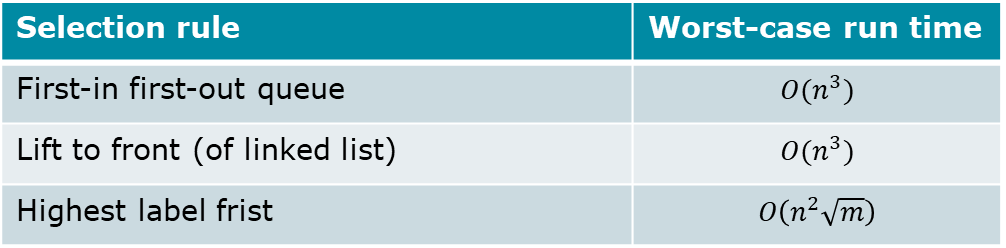 Selection rule Worst-case run time
First-in first-out queue O(n³)
Lift to front (of linked list) O(n³)
Highest label frist O(n²√m)